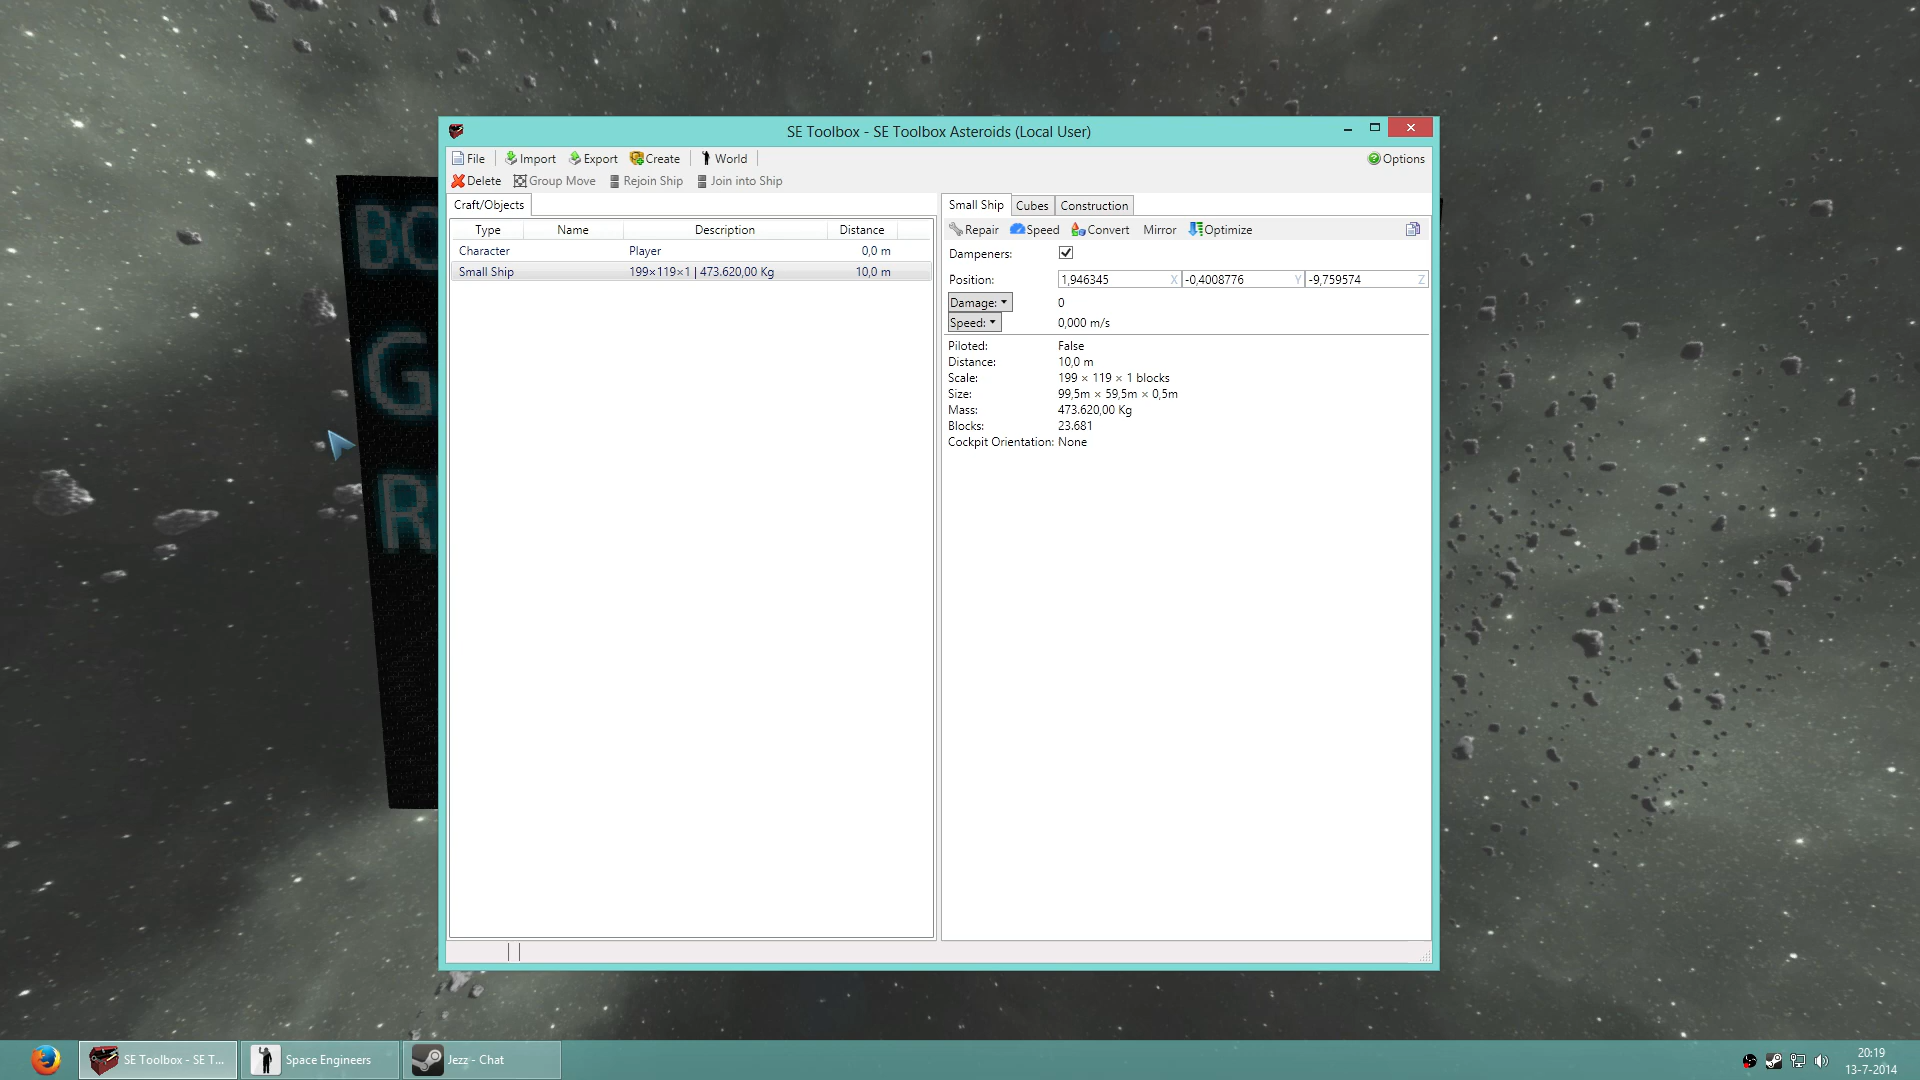 SE Toolbox - SE Toolbox Asteroids (Local User)
File Import Export Create World Options
Delete Group Move Rejoin Ship Join into Ship
Craft/Objects
Type Name Description Distance
Character Player 0,0 m
Small Ship 199×119×1 | 473.620,00 Kg 10,0 m
Small Ship Cubes Construction
Repair Speed Convert Mirror Optimize
Dampeners:
Position: 1,946345 X -0,4008776 Y -9,759574 Z
Damage: 0
Speed: 0,000 m/s
Piloted: False
Distance: 10,0 m
Scale: 199 × 119 × 1 blocks
Size: 99,5m × 59,5m × 0,5m
Mass: 473.620,00 Kg
Blocks: 23.681
Cockpit Orientation: None
G
R
SE Toolbox - SE T... Space Engineers Jezz - Chat
20:19
13-7-2014